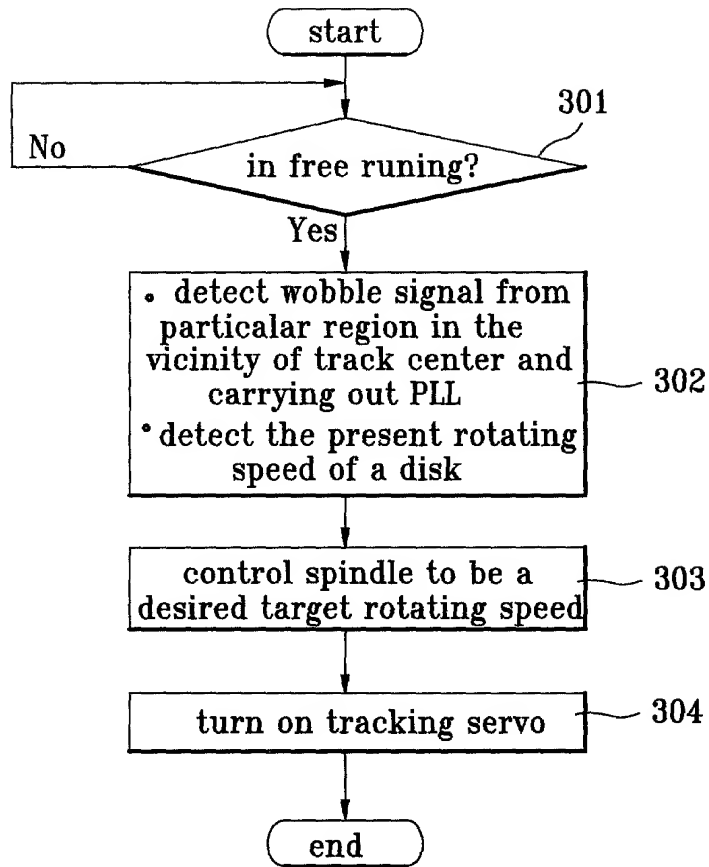 start
301
No
in free runing?
Yes
• detect wobble signal from
particalar region in the
vicinity of track center and
carrying out PLL
302
• detect the present rotating
speed of a disk
control spindle to be a
303
desired target rotating speed
turn on tracking servo
304
end